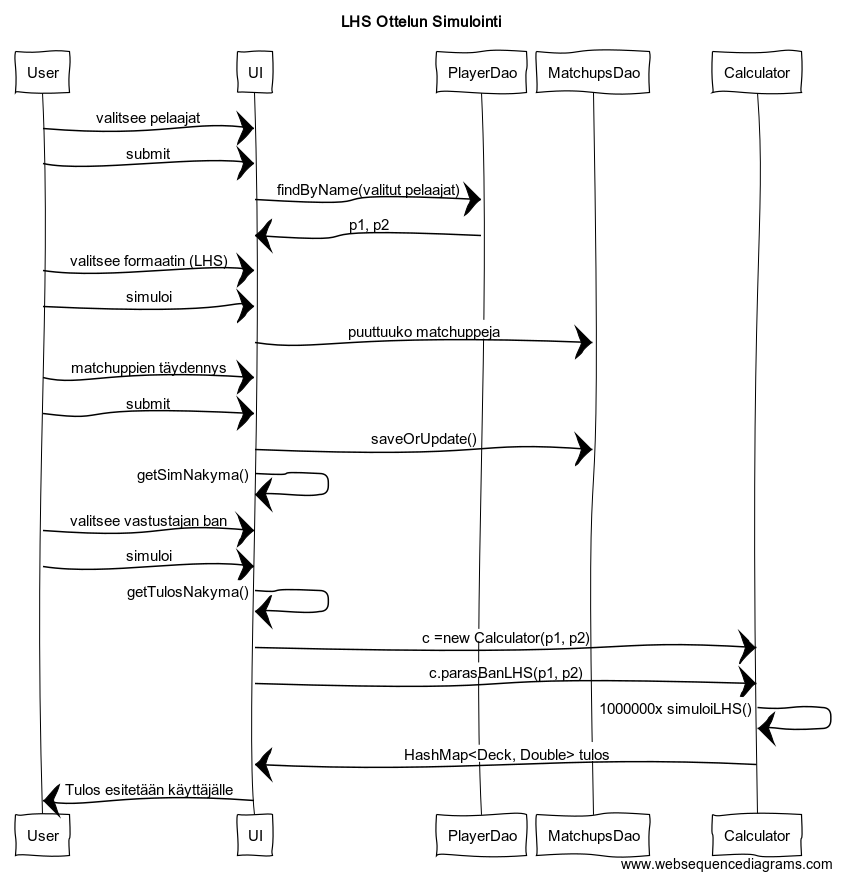 LHS Ottelun Simulointi
User
UI
PlayerDao
MatchupsDao
Calculator
valitsee pelaajat
submit
findByName(valitut pelaajat)
p1, p2
valitsee formaatin (LHS)
simuloi
puuttuuko matchuppeja
matchuppien täydennys
submit
saveOrUpdate()
getSimNakyma()
valitsee vastustajan ban
simuloi
getTulosNakyma()
c =new Calculator(p1, p2)
c.parasBanLHS(p1, p2)
1000000x simuloiLHS()
HashMap<Deck, Double> tulos
Tulos esitetään käyttäjälle
User
UI
PlayerDao
MatchupsDao
Calculator
www.websequencediagrams.com